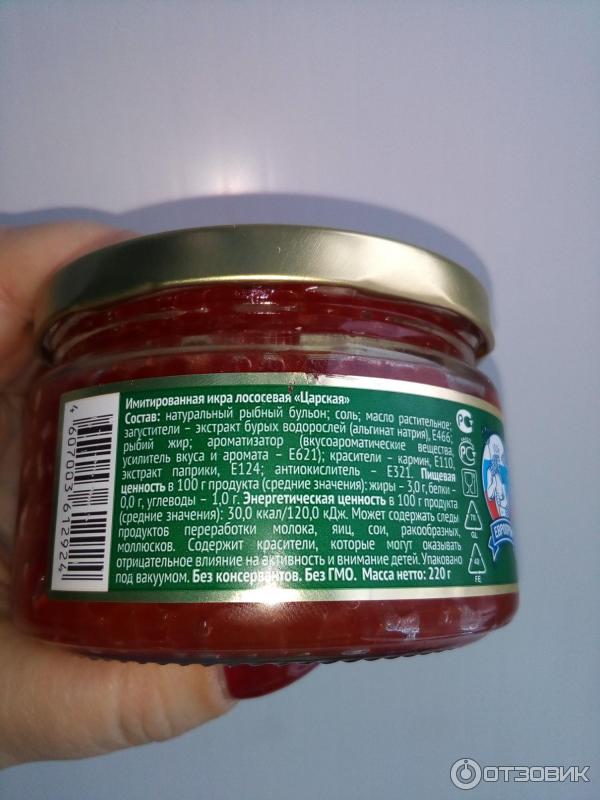 Имитированная икра лососевая «Царская»
Состав: натуральный рыбный бульон; соль; масло растительное;
загустители – экстракт бурых водорослей (альгинат натрия), Е466;
рыбий жир; ароматизатор (вкусоароматические вещества,
усилитель вкуса и аромата – Е621); красители – кармин, Е110,
экстракт паприки, Е124; антиокислитель – Е321. Пищевая
ценность в 100 г продукта (средние значения): жиры – 3,0 г, белки –
0,0 г, углеводы – 1,0 г. Энергетическая ценность в 100 г продукта
(средние значения): 30,0 ккал/120,0 кДж. Может содержать следы
продуктов переработки молока, яиц, сои, ракообразных,
моллюсков. Содержит красители, которые могут оказывать
отрицательное влияние на активность и внимание детей. Упаковано
под вакуумом. Без консервантов. Без ГМО. Масса нетто: 220 г
4 607003 612924
70
GL
40
FE
ОТЗОВИК